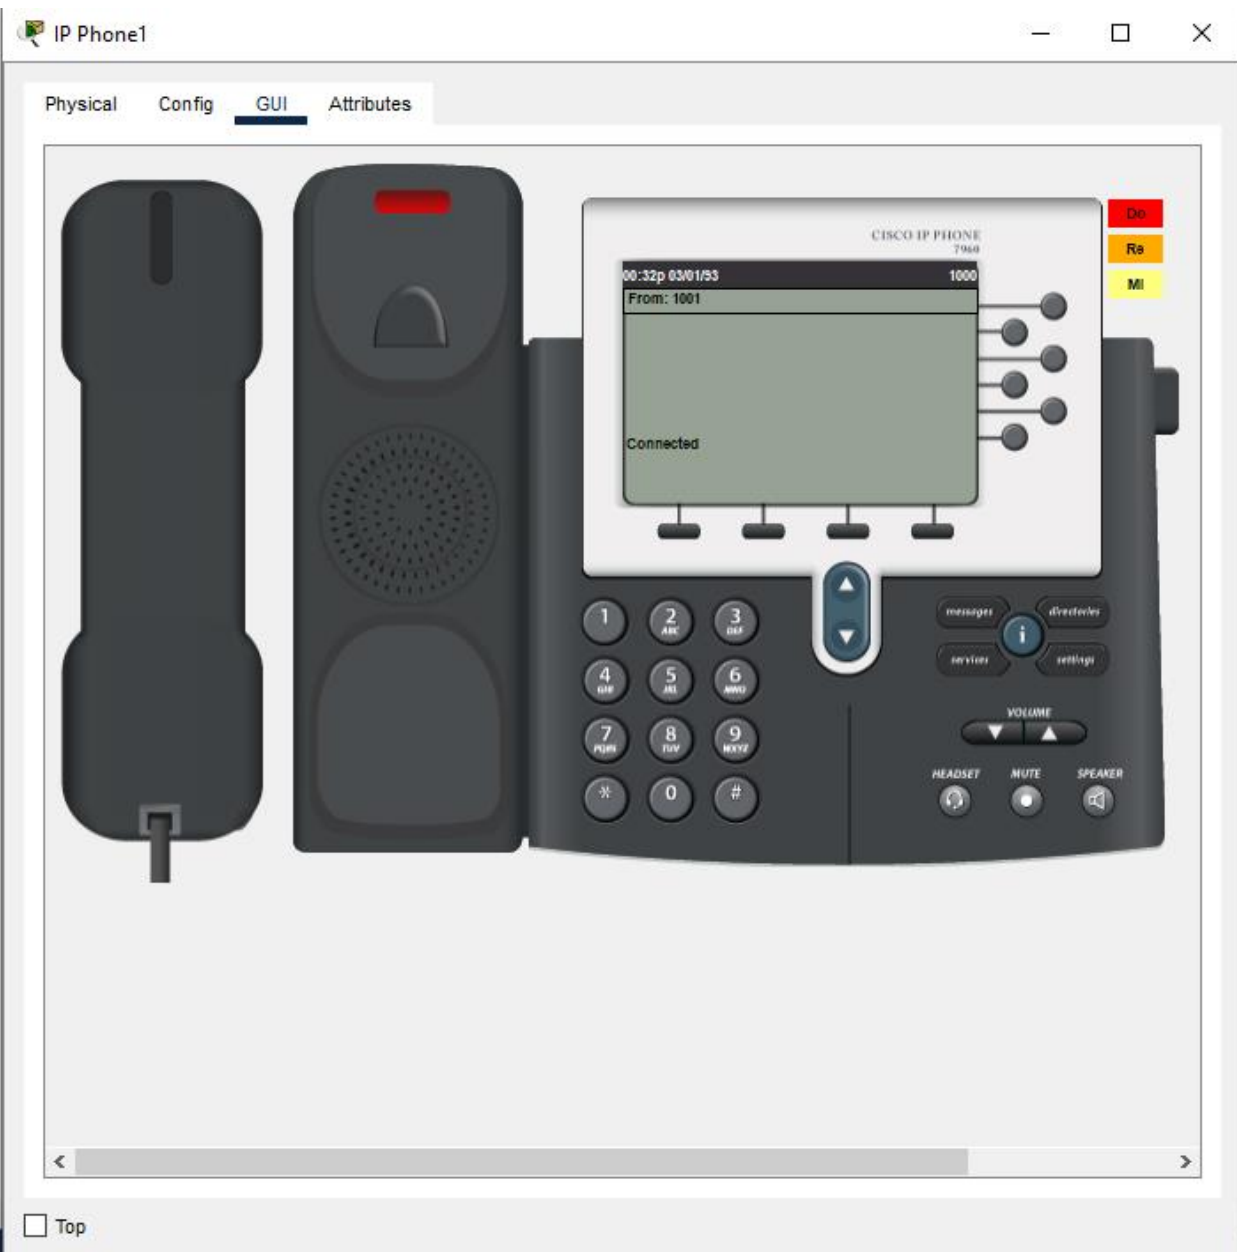 IP Phone1
Physical Config GUI Attributes
CISCO IP PHONE
7960
00:32p 03/01/93 1000
From: 1001
Connected
Do
Re
MI
1
2 ABC
3 DEF
4 GHI
5 JKL
6 MNO
7 PQRS
8 TUV
9 WXYZ
* 0 #
messages directories
i
services settings
VOLUME
HEADSET MUTE SPEAKER
Top